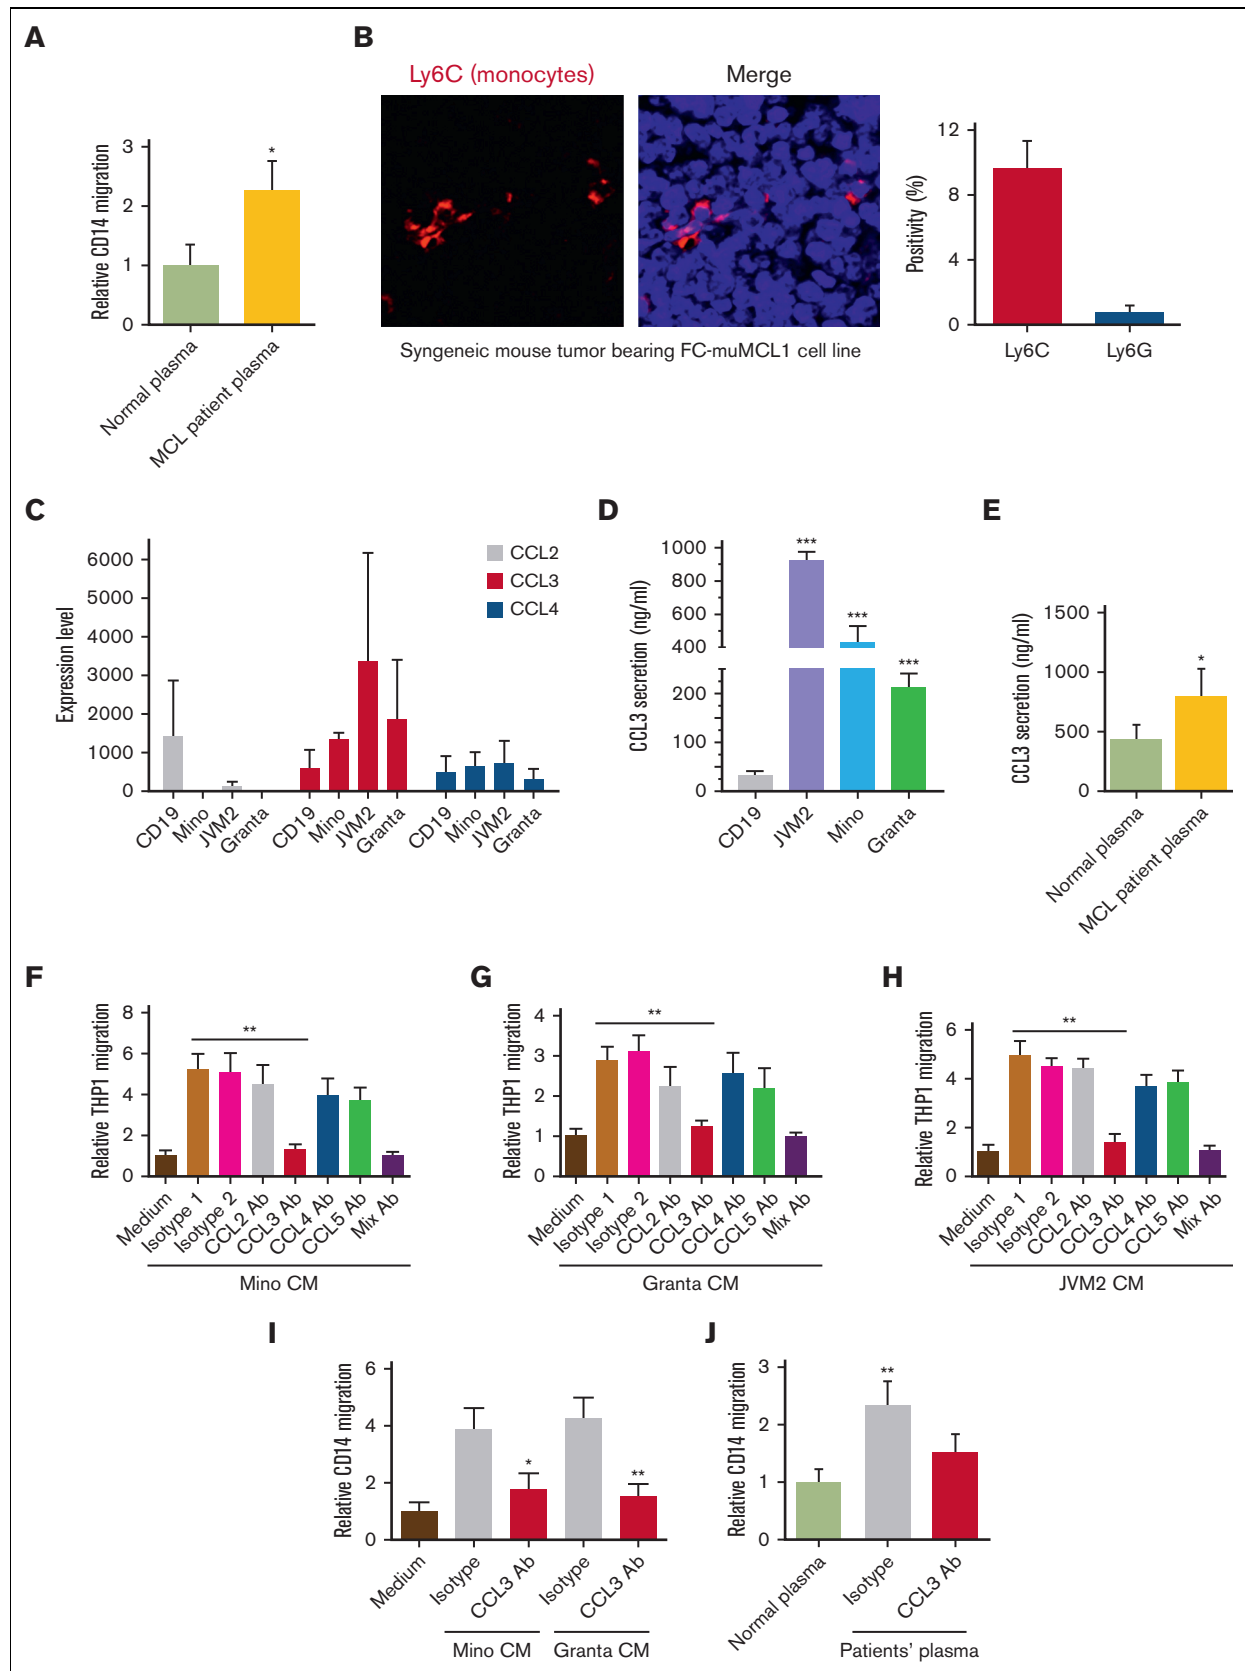 A
Relative CD14 migration
3
*
2
1
0
Normal plasma
MCL patient plasma
B
Ly6C (monocytes)
Merge
Syngeneic mouse tumor bearing FC-muMCL1 cell line
Positivity (%)
12
8
4
0
Ly6C
Ly6G
C
Expression level
6000
5000
4000
3000
2000
1000
0
CCL2
CCL3
CCL4
CD19
Mino
JVM2
Granta
CD19
Mino
JVM2
Granta
CD19
Mino
JVM2
Granta
D
CCL3 secretion (ng/ml)
1000
800
600
400
200
100
0
***
***
***
CD19
JVM2
Mino
Granta
E
CCL3 secretion (ng/ml)
1500
1000
500
0
*
Normal plasma
MCL patient plasma
F
Relative THP1 migration
8
6
4
2
0
**
Medium
Isotype 1
Isotype 2
CCL2 Ab
CCL3 Ab
CCL4 Ab
CCL5 Ab
Mix Ab
Mino CM
G
Relative THP1 migration
4
3
2
1
0
**
Medium
Isotype 1
Isotype 2
CCL2 Ab
CCL3 Ab
CCL4 Ab
CCL5 Ab
Mix Ab
Granta CM
H
Relative THP1 migration
6
4
2
0
**
Medium
Isotype 1
Isotype 2
CCL2 Ab
CCL3 Ab
CCL4 Ab
CCL5 Ab
Mix Ab
JVM2 CM
I
Relative CD14 migration
6
4
2
0
*
**
Medium
Isotype
CCL3 Ab
Isotype
CCL3 Ab
Mino CM
Granta CM
J
Relative CD14 migration
3
2
1
0
**
Normal plasma
Isotype
CCL3 Ab
Patients' plasma